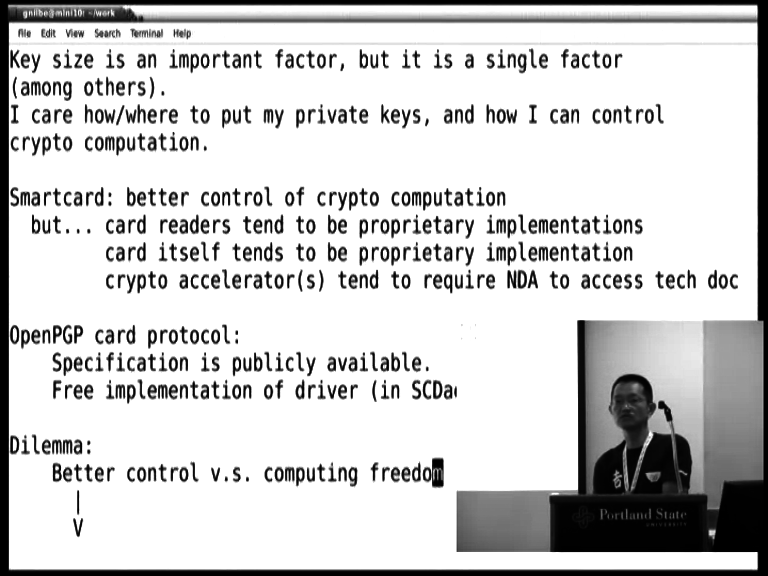 gniibe@mini10: ~/work
File Edit View Search Terminal Help
Key size is an important factor, but it is a single factor
(among others).
I care how/where to put my private keys, and how I can control
crypto computation.
Smartcard: better control of crypto computation
but... card readers tend to be proprietary implementations
card itself tends to be proprietary implementation
crypto accelerator(s) tend to require NDA to access tech doc
OpenPGP card protocol:
Specification is publicly available.
Free implementation of driver (in SCDa
Dilemma:
Better control v.s. computing freedom
|
V
Portland State
UNIVERSITY